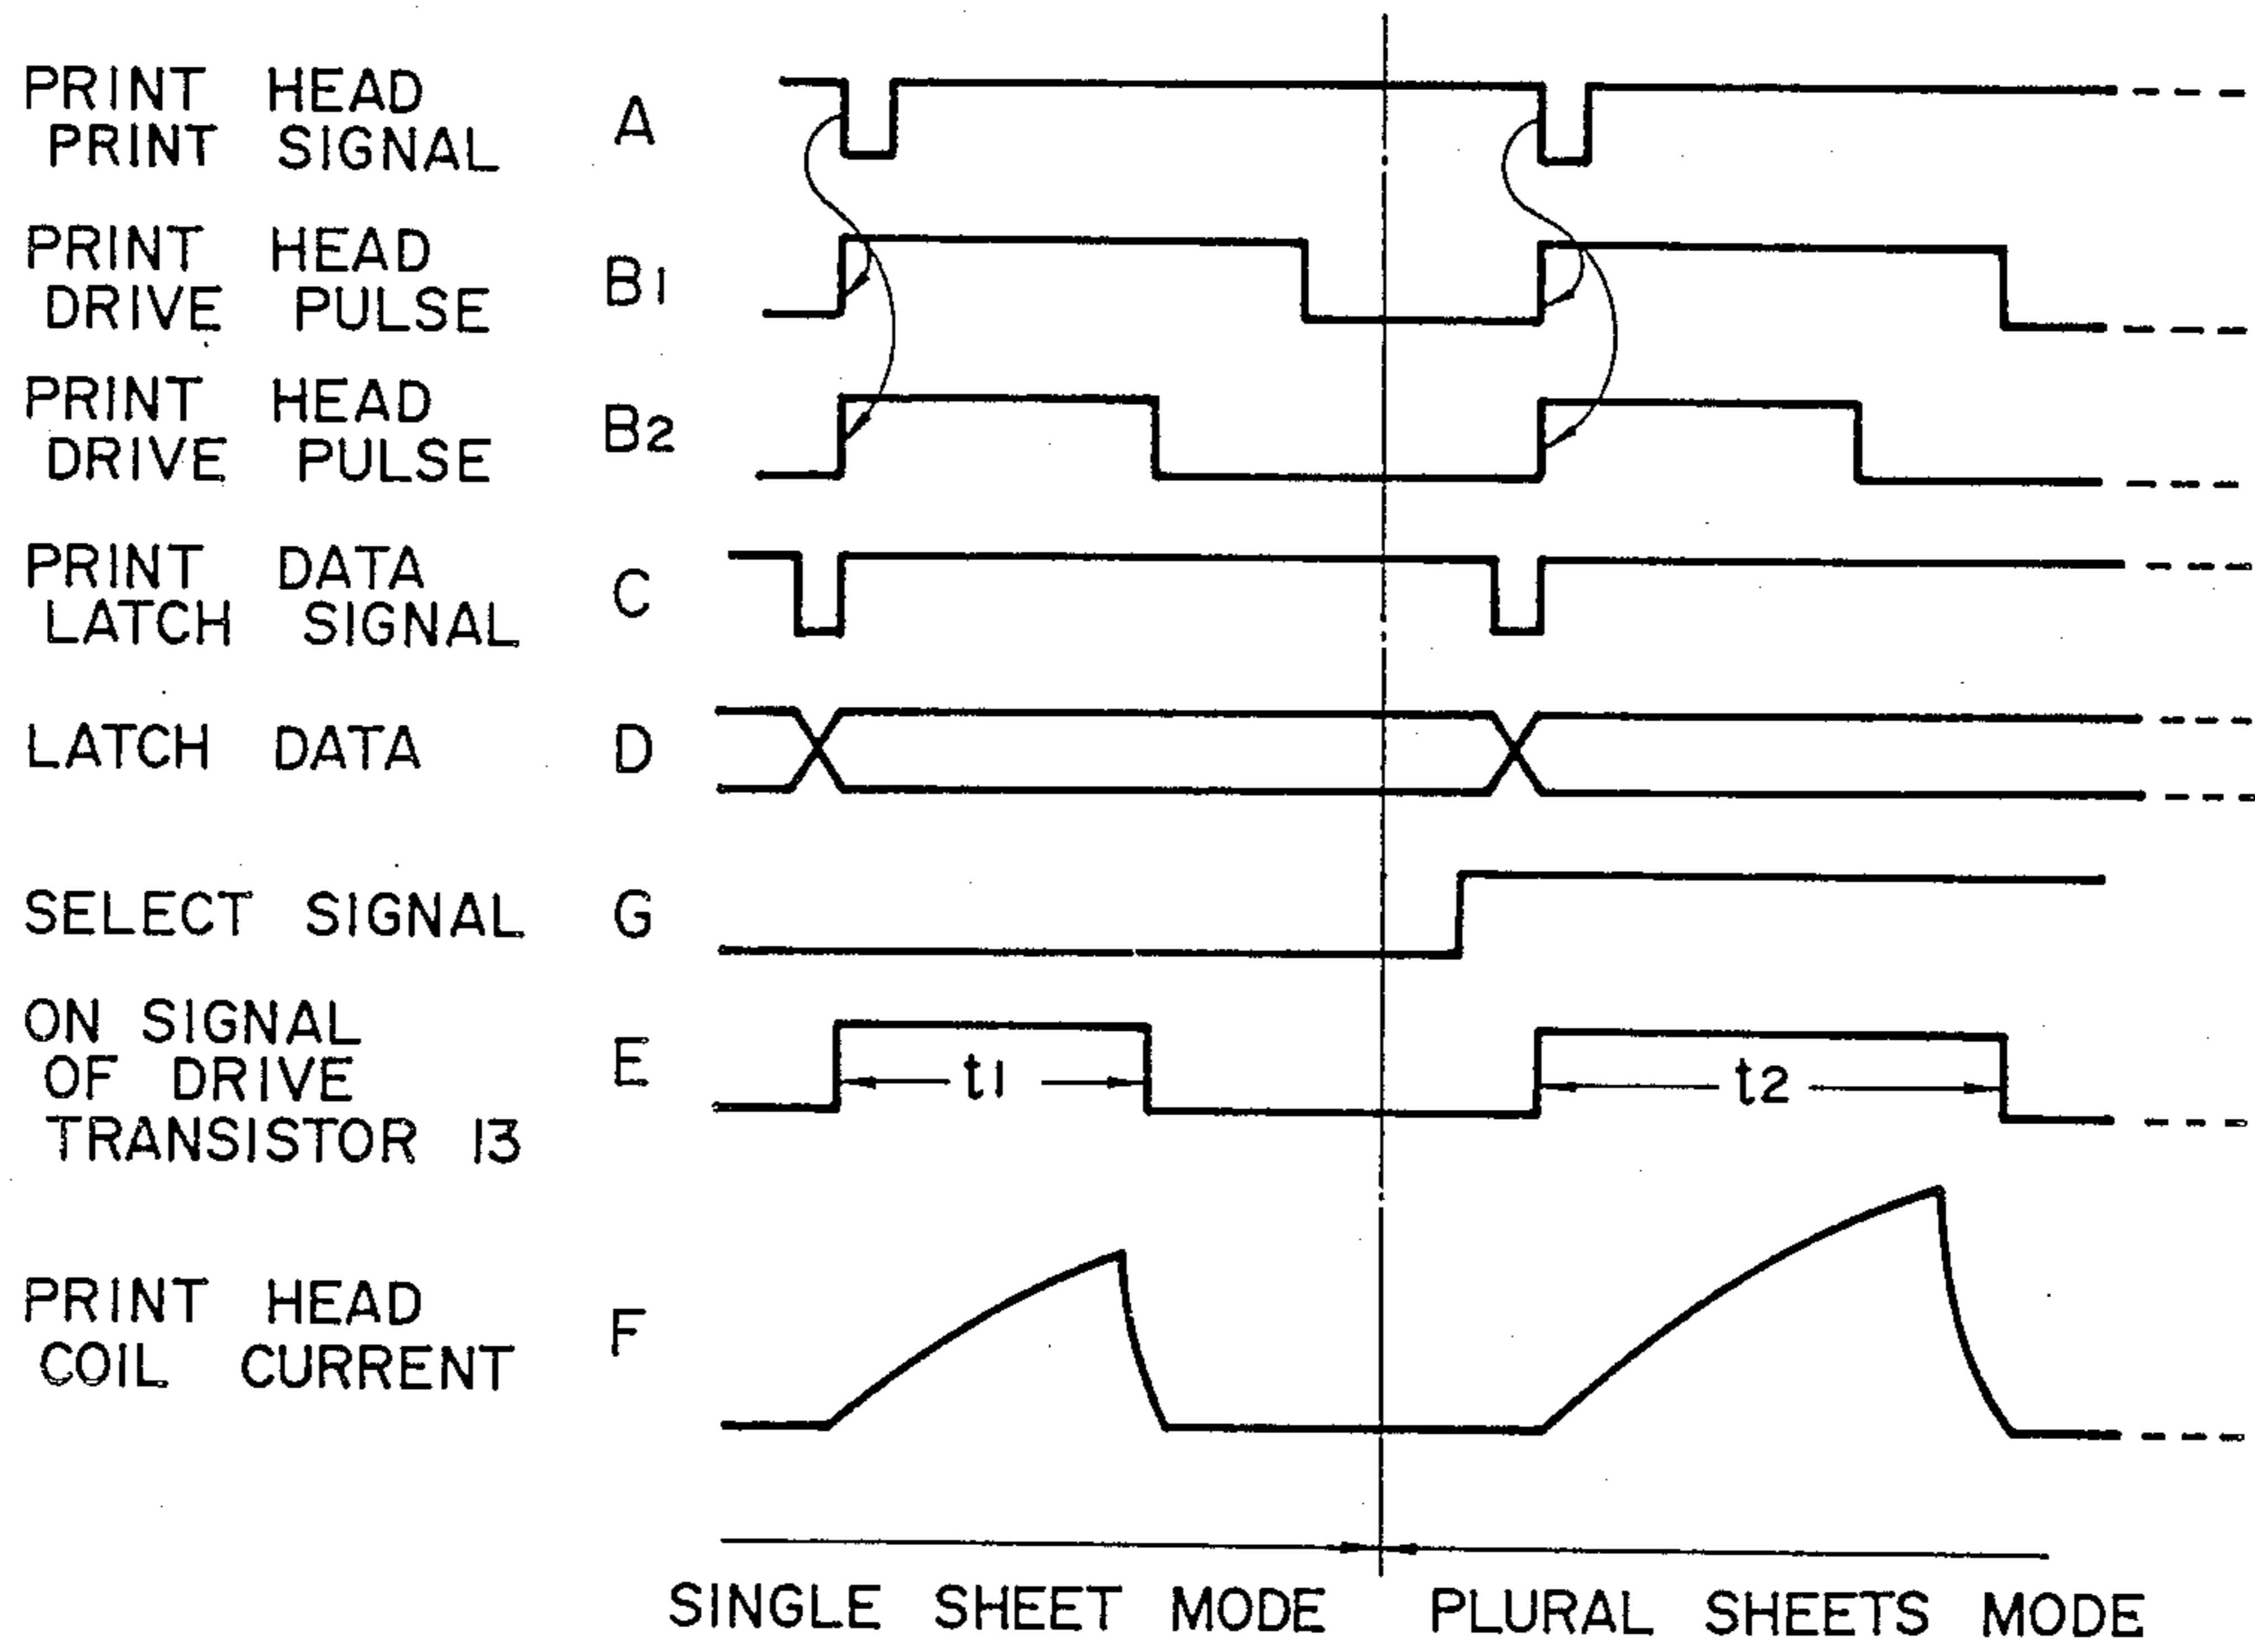 PRINT HEAD
PRINT SIGNAL A
PRINT HEAD
DRIVE PULSE B1
PRINT HEAD
DRIVE PULSE B2
PRINT DATA
LATCH SIGNAL C
LATCH DATA D
SELECT SIGNAL G
ON SIGNAL
OF DRIVE E
TRANSISTOR 13
t1
t2
PRINT HEAD
COIL CURRENT F
SINGLE SHEET MODE
PLURAL SHEETS MODE